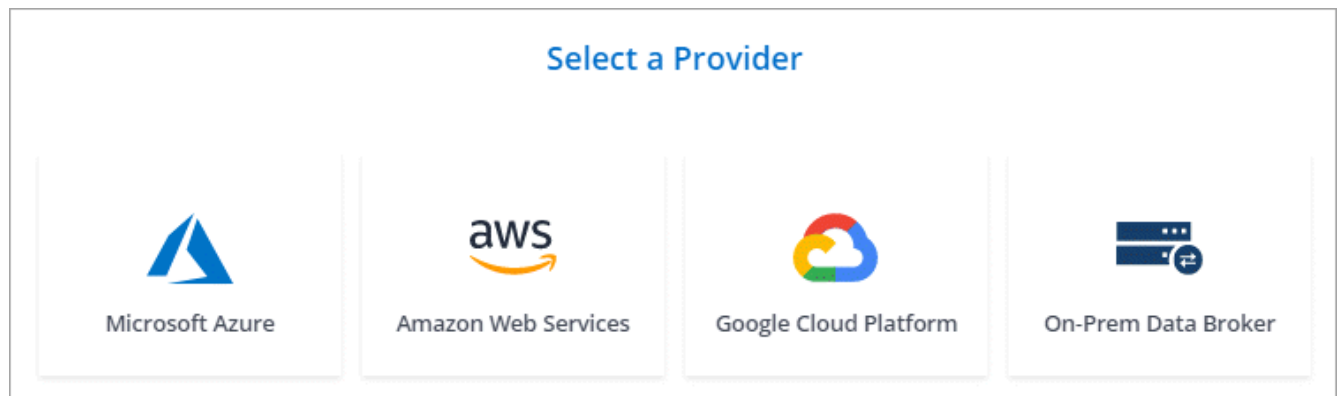 Select a Provider
aws
Microsoft Azure
Amazon Web Services
Google Cloud Platform
On-Prem Data Broker